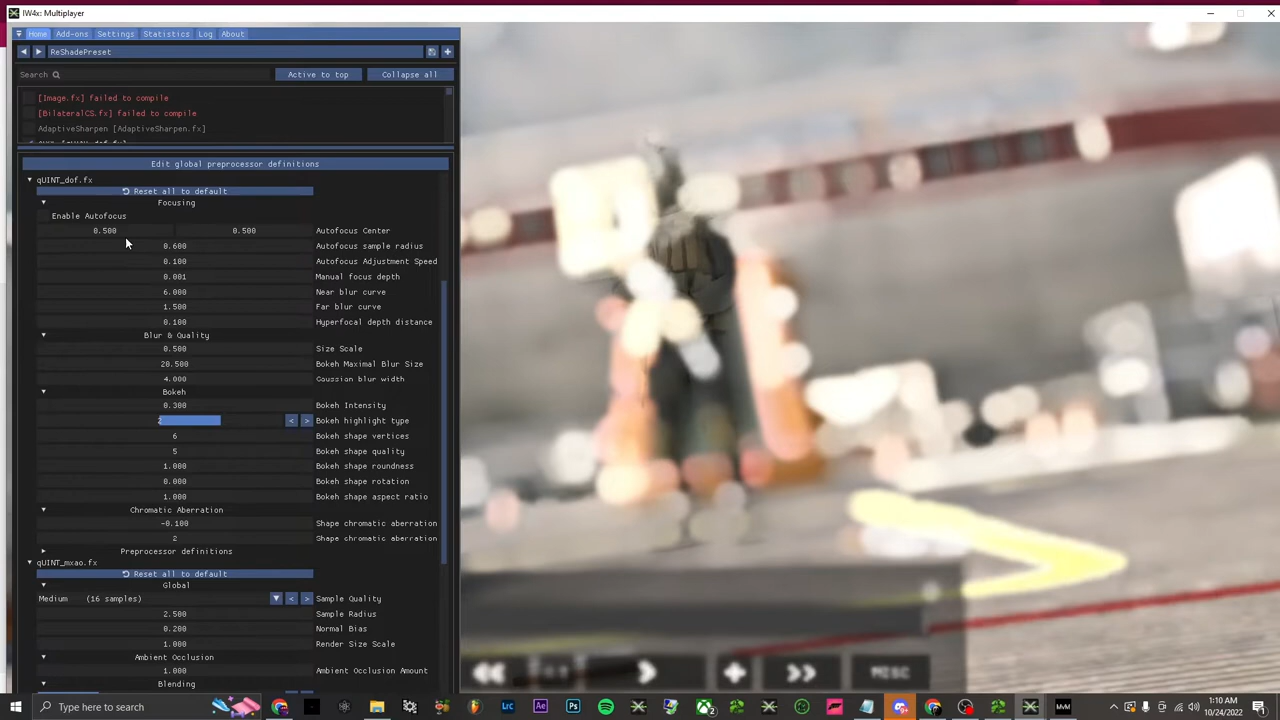 IW4x: Multiplayer
Home Add-ons Settings Statistics Log About
ReShadePreset
Search Active to top Collapse all
[Image.fx] failed to compile
[BilateralCS.fx] failed to compile
AdaptiveSharpen [AdaptiveSharpen.fx]
Edit global preprocessor definitions
qUINT_dof.fx
Reset all to default
Focusing
Enable Autofocus
0.500 0.500 Autofocus Center
0.600 Autofocus sample radius
0.100 Autofocus Adjustment Speed
0.001 Manual focus depth
6.000 Near blur curve
1.500 Far blur curve
0.100 Hyperfocal depth distance
Blur & Quality
0.500 Size Scale
20.500 Bokeh Maximal Blur Size
4.000 Gaussian blur width
Bokeh
0.300 Bokeh Intensity
2 < > Bokeh highlight type
6 Bokeh shape vertices
5 Bokeh shape quality
1.000 Bokeh shape roundness
0.000 Bokeh shape rotation
1.000 Bokeh shape aspect ratio
Chromatic Aberration
-0.100 Shape chromatic aberration
2 Shape chromatic aberration
Preprocessor definitions
qUINT_mxao.fx
Reset all to default
Global
Medium (16 samples) < > Sample Quality
2.500 Sample Radius
0.200 Normal Bias
1.000 Render Size Scale
Ambient Occlusion
1.000 Ambient Occlusion Amount
Blending
MISC
Type here to search
Lrc Ae Ps 2 MVM
1:10 AM
10/24/2022